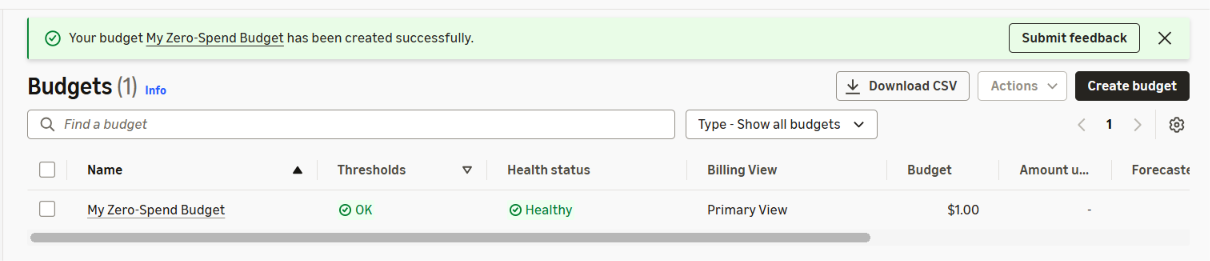 Your budget My Zero-Spend Budget has been created successfully.
Submit feedback
Budgets (1) Info
Download CSV
Actions
Create budget
Find a budget
Type - Show all budgets
1
Name Thresholds Health status Billing View Budget Amount u... Forecaste
My Zero-Spend Budget OK Healthy Primary View $1.00 -